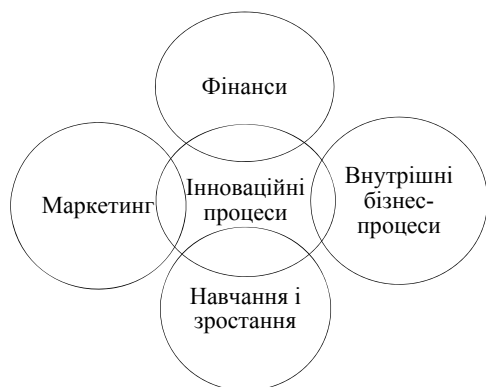 Фінанси
Маркетинг
Інноваційні
процеси
Внутрішні
бізнес-
процеси
Навчання і
зростання